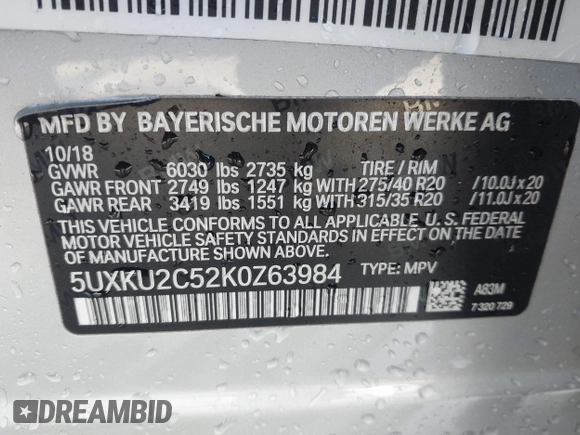 MFD BY BAYERISCHE MOTOREN WERKE AG
10/18
GVWR 6030 lbs 2735 kg TIRE / RIM
GAWR FRONT 2749 lbs 1247 kg WITH 275/40 R20 / 10.0J x 20
GAWR REAR 3419 lbs 1551 kg WITH 315/35 R20 / 11.0J x 20
THIS VEHICLE CONFORMS TO ALL APPLICABLE U.S. FEDERAL
MOTOR VEHICLE SAFETY STANDARDS IN EFFECT ON THE
DATE OF MANUFACTURE SHOWN ABOVE.
5UXKU2C52K0Z63984 TYPE: MPV
A83M
7 320 729
DREAMBID